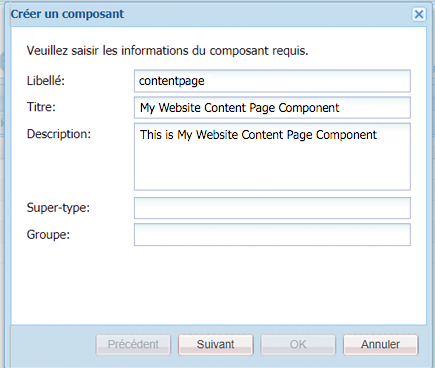 Créer un composant
Veuillez saisir les informations du composant requis.
Libellé: contentpage
Titre: My Website Content Page Component
Description: This is My Website Content Page Component
Super-type:
Groupe:
Précédent Suivant OK Annuler